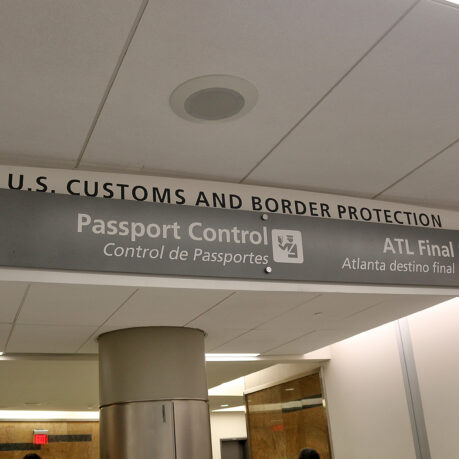 U.S. CUSTOMS AND BORDER PROTECTION
Passport Control
Control de Passportes
ATL Final
Atlanta destino final